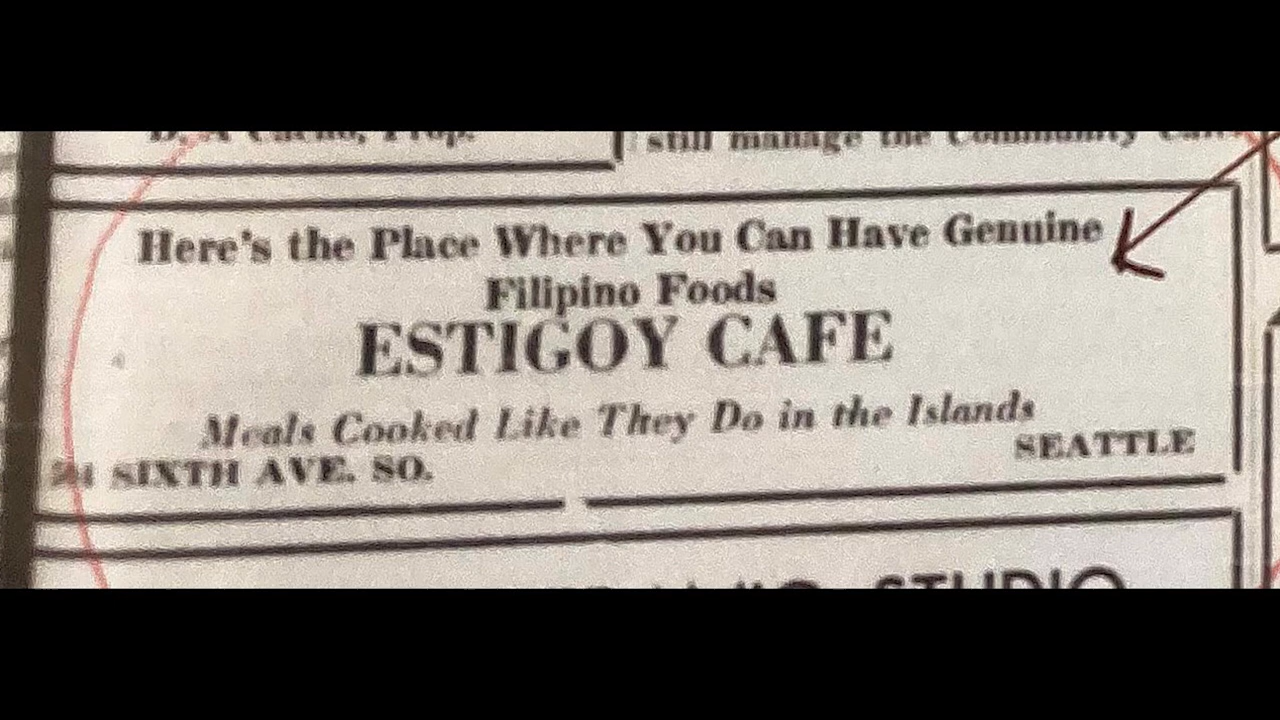 still manage the Community
Here's the Place Where You Can Have Genuine
Filipino Foods
ESTIGOY CAFE
Meals Cooked Like They Do in the Islands
SEATTLE
SIXTH AVE. SO.
STUDIO